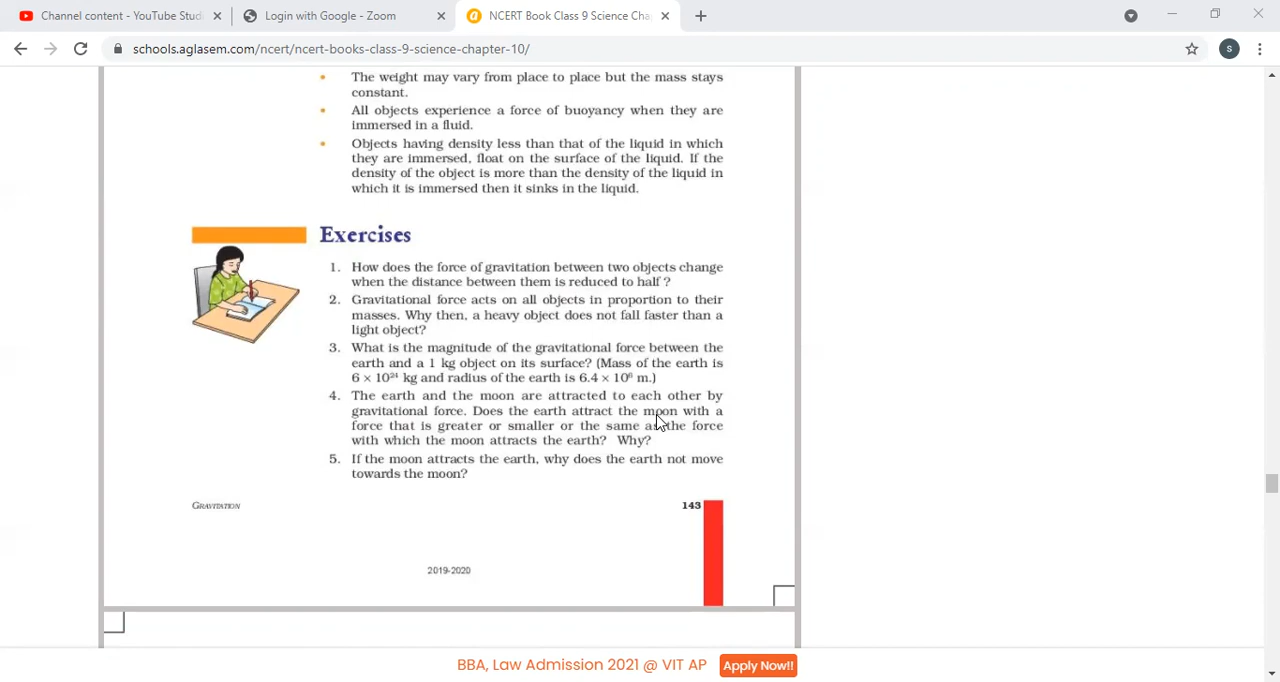 Channel content - YouTube Stud
Login with Google - Zoom
NCERT Book Class 9 Science Cha
schools.aglasem.com/ncert/ncert-books-class-9-science-chapter-10/
S
The weight may vary from place to place but the mass stays
constant.
All objects experience a force of buoyancy when they are
immersed in a fluid.
Objects having density less than that of the liquid in which
they are immersed, float on the surface of the liquid. If the
density of the object is more than the density of the liquid in
which it is immersed then it sinks in the liquid.
Exercises
1. How does the force of gravitation between two objects change
when the distance between them is reduced to half ?
2. Gravitational force acts on all objects in proportion to their
masses. Why then, a heavy object does not fall faster than a
light object?
3. What is the magnitude of the gravitational force between the
earth and a 1 kg object on its surface? (Mass of the earth is
6 × 10²⁴ kg and radius of the earth is 6.4 × 10⁶ m.)
4. The earth and the moon are attracted to each other by
gravitational force. Does the earth attract the moon with a
force that is greater or smaller or the same as the force
with which the moon attracts the earth? Why?
5. If the moon attracts the earth, why does the earth not move
towards the moon?
GRAVITATION
143
2019-2020
BBA, Law Admission 2021 @ VIT AP
Apply Now!!